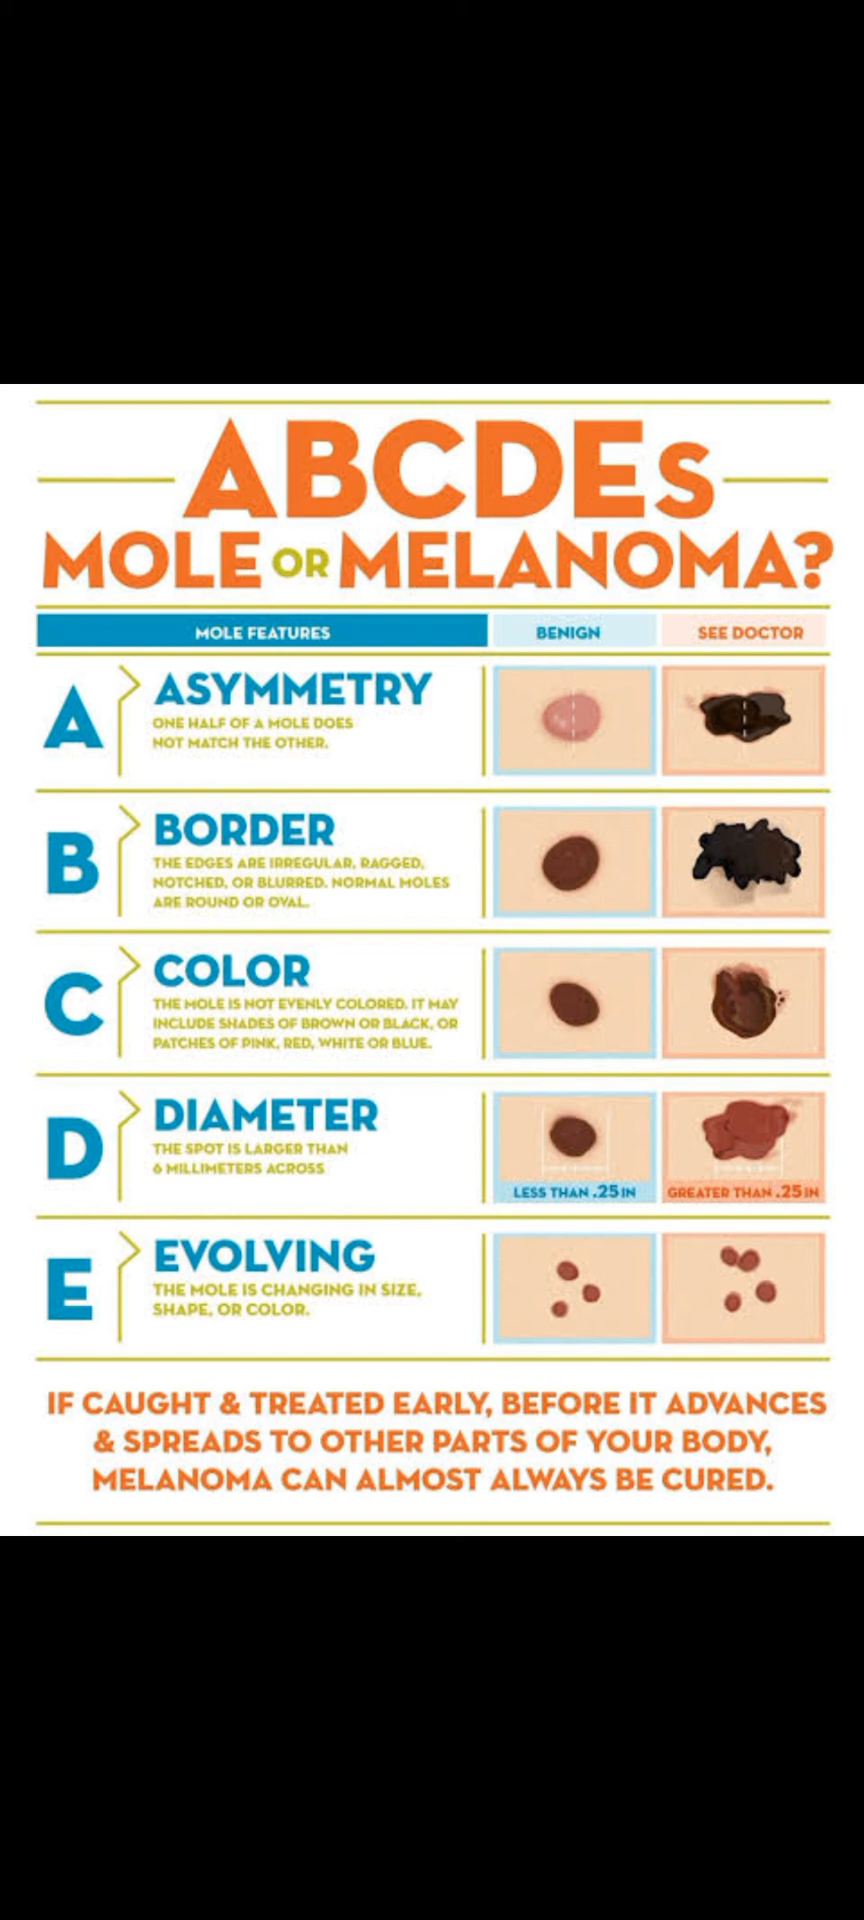 ABCDEs
MOLE OR MELANOMA?
MOLE FEATURES BENIGN SEE DOCTOR
A ASYMMETRY
ONE HALF OF A MOLE DOES
NOT MATCH THE OTHER.
B BORDER
THE EDGES ARE IRREGULAR, RAGGED,
NOTCHED, OR BLURRED. NORMAL MOLES
ARE ROUND OR OVAL.
C COLOR
THE MOLE IS NOT EVENLY COLORED. IT MAY
INCLUDE SHADES OF BROWN OR BLACK, OR
PATCHES OF PINK, RED, WHITE OR BLUE.
D DIAMETER
THE SPOT IS LARGER THAN
6 MILLIMETERS ACROSS
LESS THAN .25 IN GREATER THAN .25 IN
E EVOLVING
THE MOLE IS CHANGING IN SIZE,
SHAPE, OR COLOR.
IF CAUGHT & TREATED EARLY, BEFORE IT ADVANCES
& SPREADS TO OTHER PARTS OF YOUR BODY,
MELANOMA CAN ALMOST ALWAYS BE CURED.